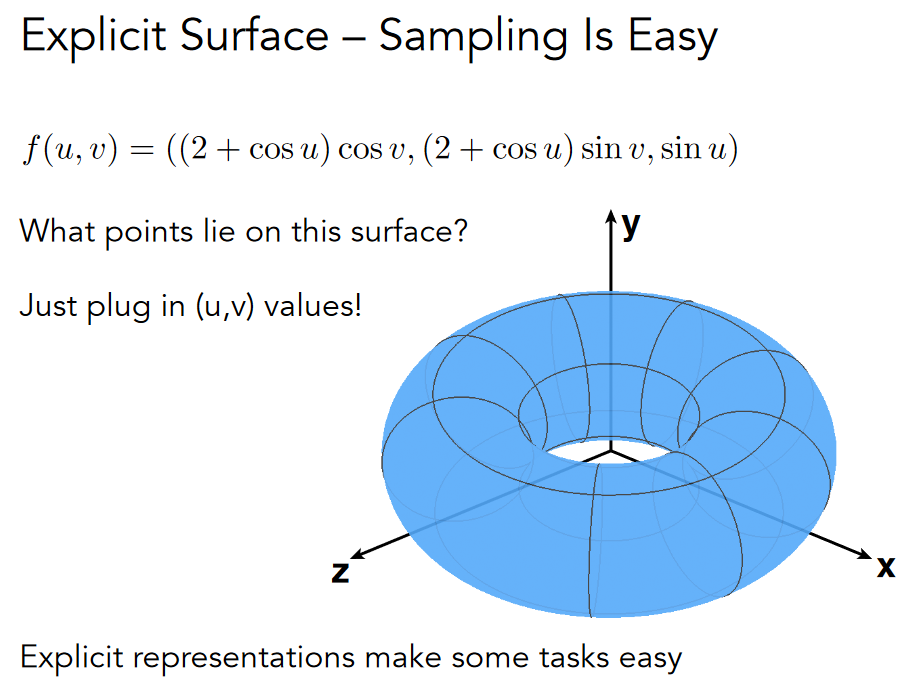 Explicit Surface – Sampling Is Easy
f(u, v) = ((2 + cos u) cos v, (2 + cos u) sin v, sin u)
What points lie on this surface?
y
Just plug in (u,v) values!
z
x
Explicit representations make some tasks easy